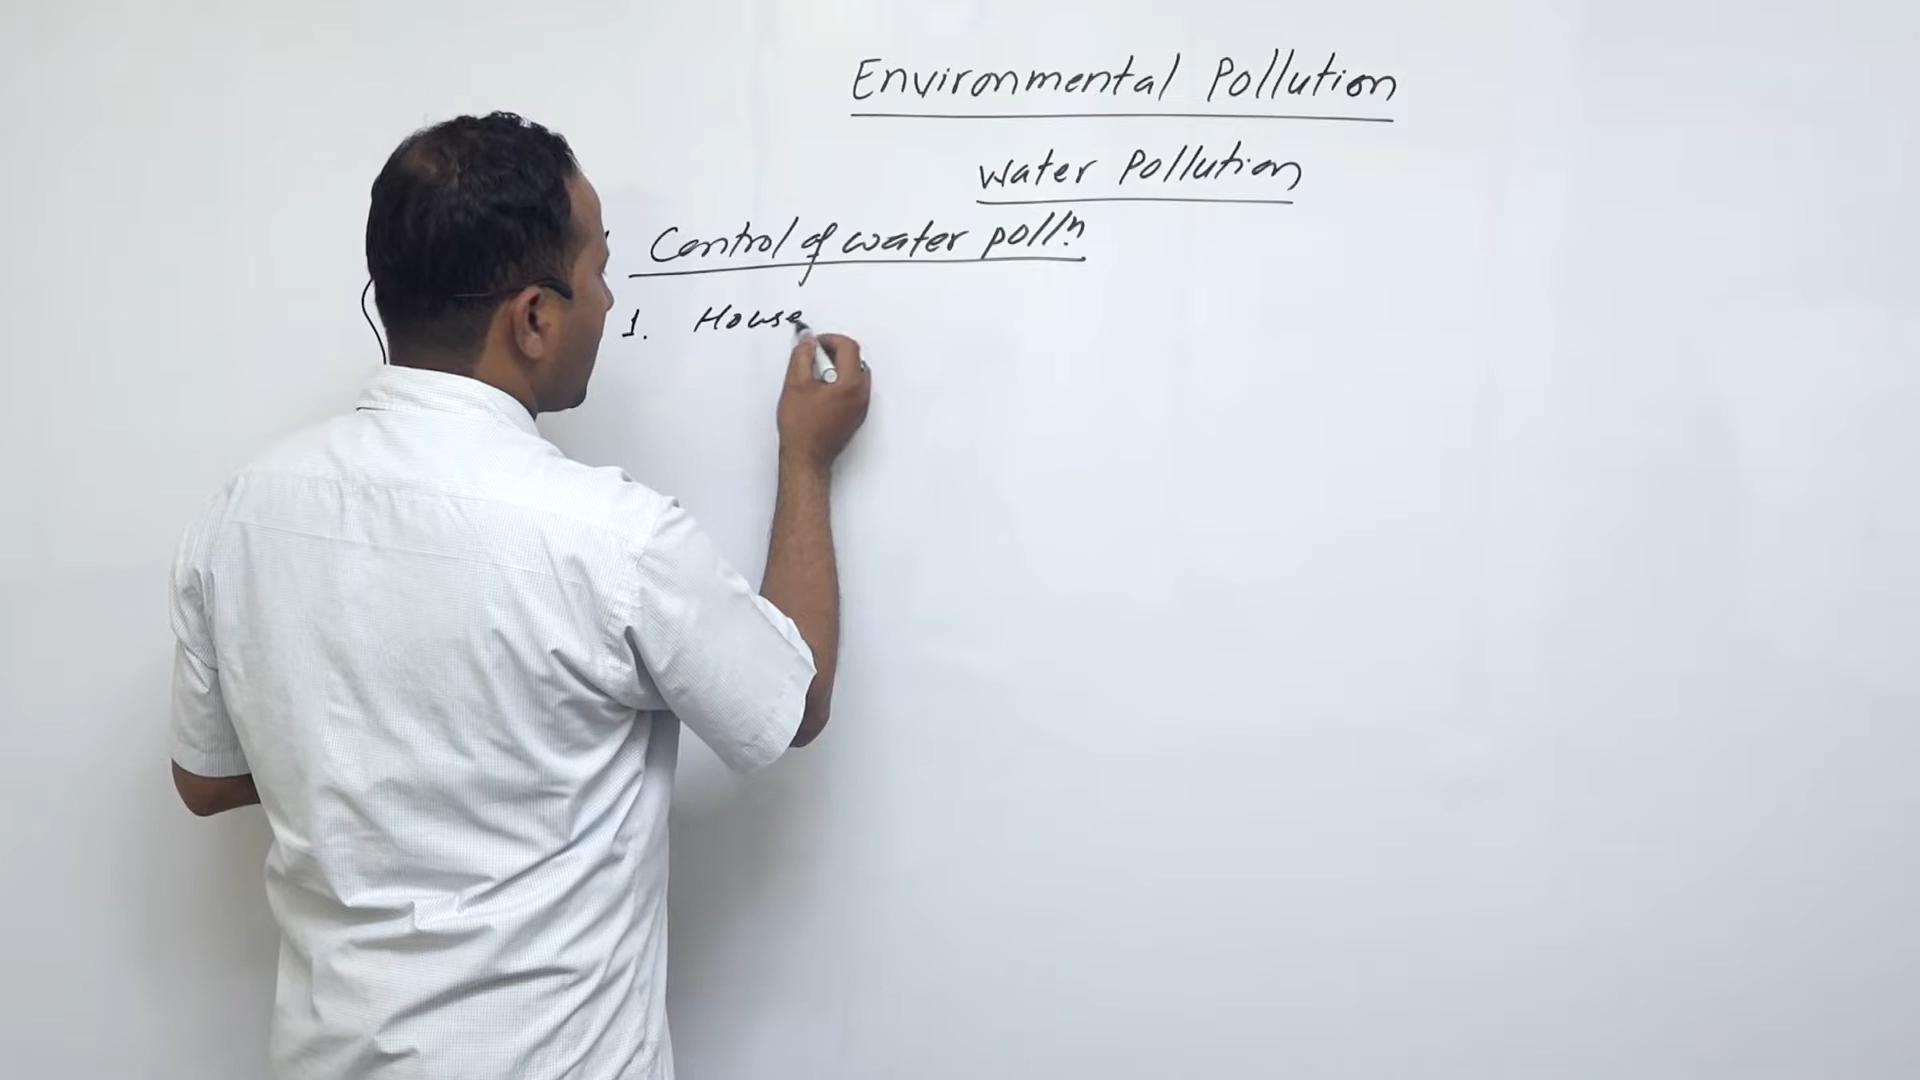 Environmental Pollution
Water Pollution
Control of water poll.n
1. House